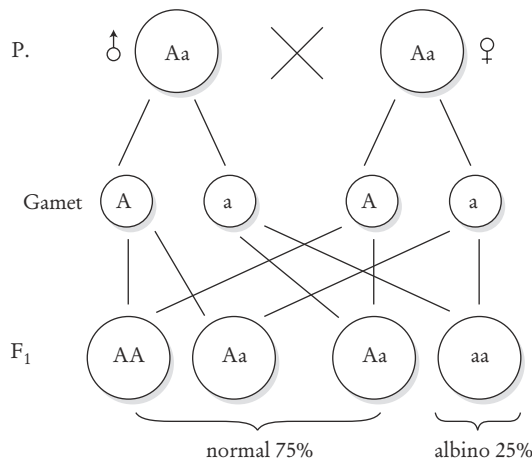 P. Aa Aa
Gamet A a A a
F₁ AA Aa Aa aa
normal 75% albino 25%